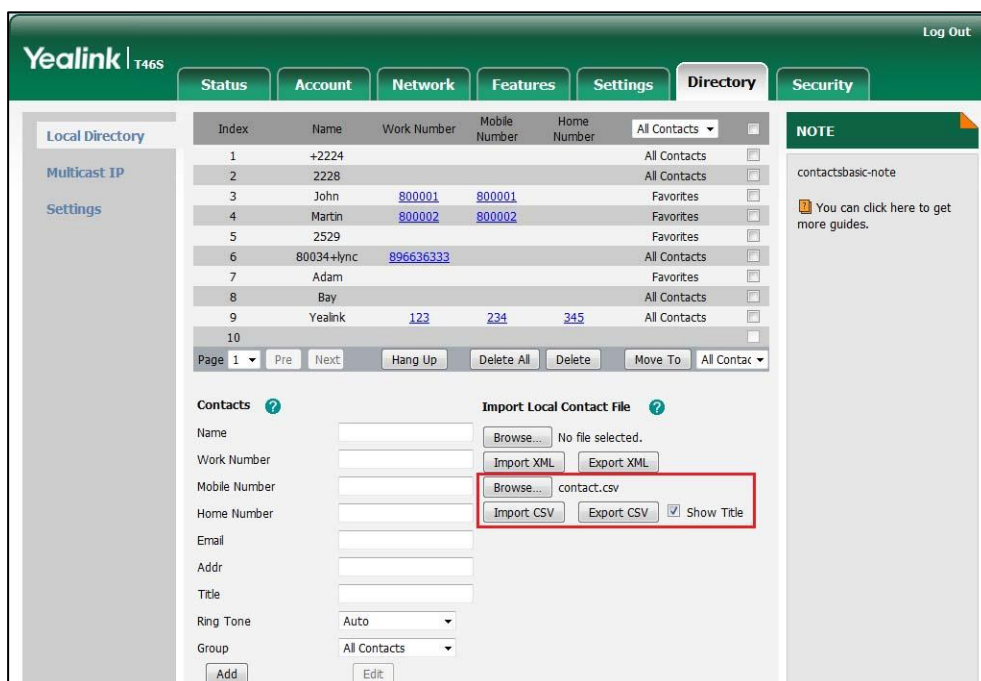 Log Out
Yealink T46S
Status Account Network Features Settings Directory Security
Local Directory
Multicast IP
Settings
Index Name Work Number Mobile Number Home Number All Contacts
1 +2224 All Contacts
2 2228 All Contacts
3 John 800001 800001 Favorites
4 Martin 800002 800002 Favorites
5 2529 Favorites
6 80034+lync 896636333 All Contacts
7 Adam Favorites
8 Bay All Contacts
9 Yealink 123 234 345 All Contacts
10
Page 1 Pre Next Hang Up Delete All Delete Move To All Contac
NOTE
contactsbasic-note
? You can click here to get
more guides.
Contacts ?
Name
Work Number
Mobile Number
Home Number
Email
Addr
Title
Ring Tone Auto
Group All Contacts
Add Edit
Import Local Contact File ?
Browse... No file selected.
Import XML Export XML
Browse... contact.csv
Import CSV Export CSV Show Title